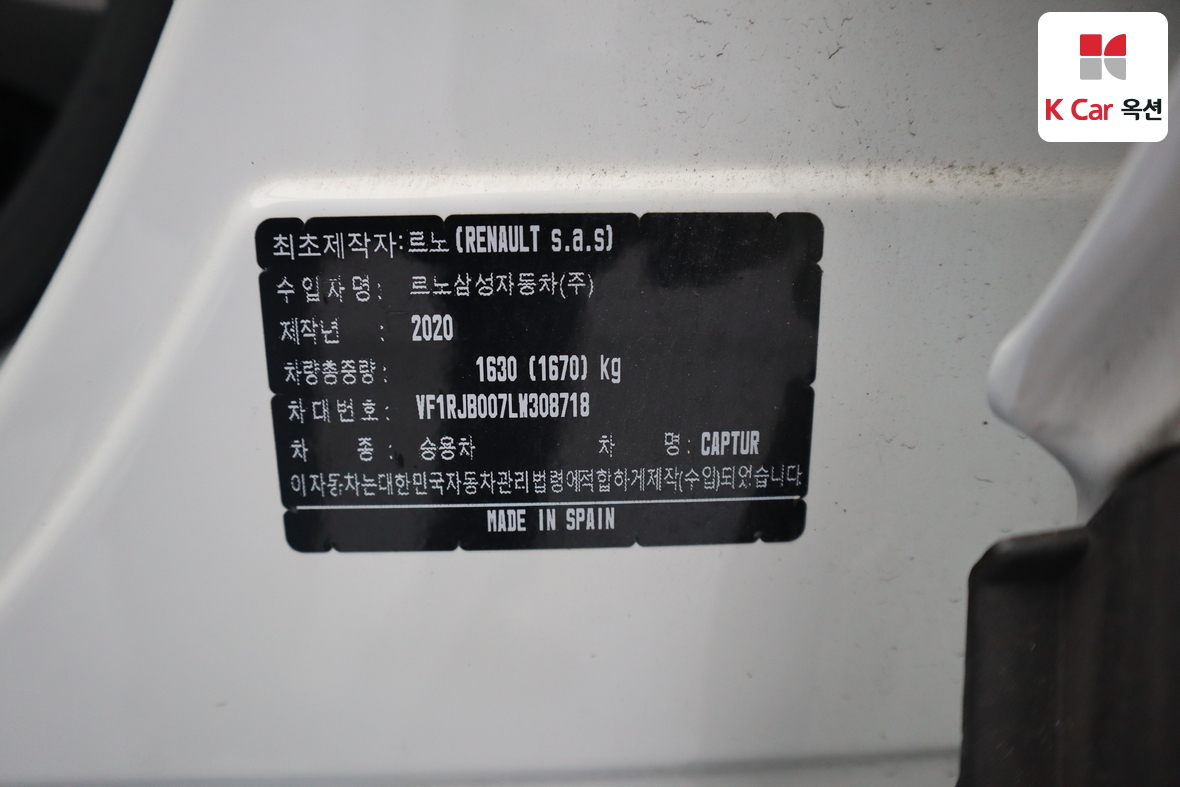 K Car 옥션
최초제작자:르노(RENAULT s.a.s)
수입자명: 르노삼성자동차(주)
제작년 : 2020
차량총중량: 1630 (1670) kg
차대번호: VF1RJB007LW308718
차 종: 승용차 차 명: CAPTUR
이자동차는대한민국자동차관리법령에적합하게제작(수입)되었습니다
MADE IN SPAIN